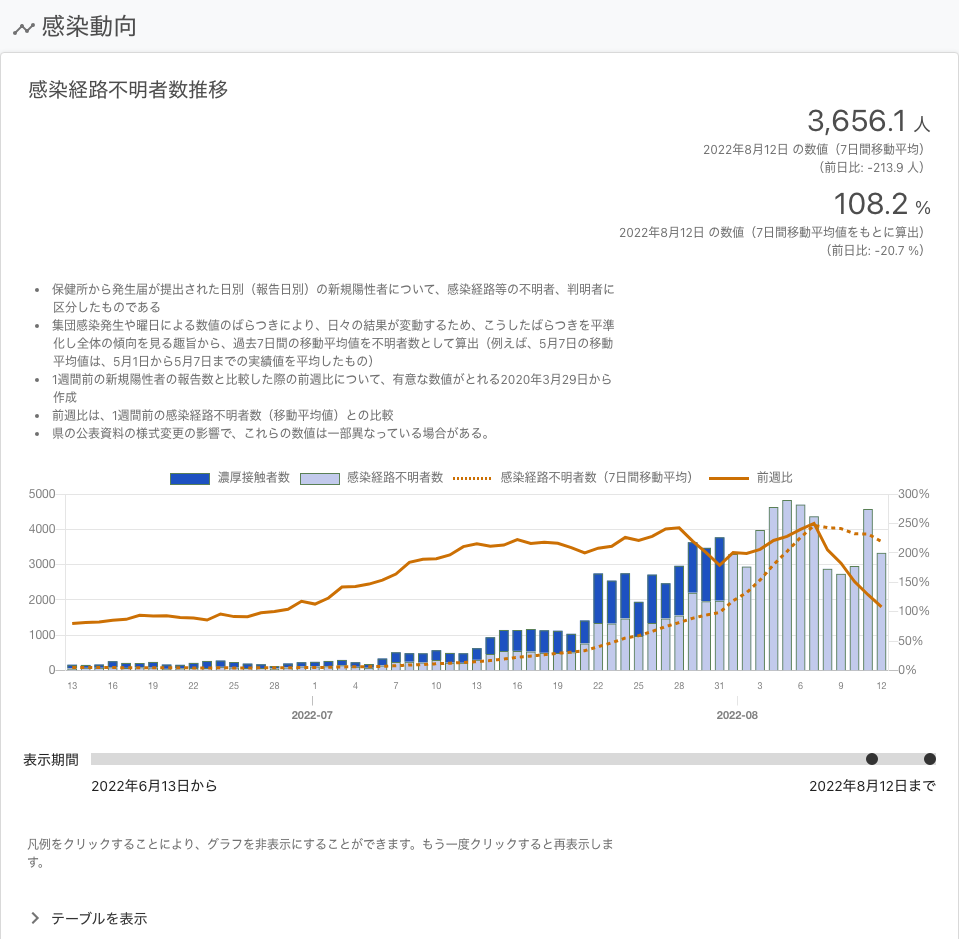 感染動向
感染経路不明者数推移
3,656.1 人
2022年8月12日 の数値（7日間移動平均）
（前日比: -213.9 人）
108.2 %
2022年8月12日 の数値（7日間移動平均値をもとに算出）
（前日比: -20.7 %）
• 保健所から発生届が提出された日別（報告日別）の新規陽性者について、感染経路等の不明者、判明者に
区分したものである
• 集団感染発生や曜日による数値のばらつきにより、日々の結果が変動するため、こうしたばらつきを平準
化し全体の傾向を見る趣旨から、過去7日間の移動平均値を不明者数として算出（例えば、5月7日の移動
平均値は、5月1日から5月7日までの実績値を平均したもの）
• 1週間前の新規陽性者の報告数と比較した際の前週比について、有意な数値がとれる2020年3月29日から
作成
• 前週比は、1週間前の感染経路不明者数（移動平均値）との比較
• 県の公表資料の様式変更の影響で、これらの数値は一部異なっている場合がある。
濃厚接触者数 感染経路不明者数 感染経路不明者数（7日間移動平均） 前週比
5000 300%
4000 250%
3000 200%
2000 150%
1000 100%
0 50%
0%
13 16 19 22 25 28 1 4 7 10 13 16 19 22 25 28 31 3 6 9 12
2022-07 2022-08
表示期間
2022年6月13日から 2022年8月12日まで
凡例をクリックすることにより、グラフを非表示にすることができます。もう一度クリックすると再表示しま
す。
テーブルを表示